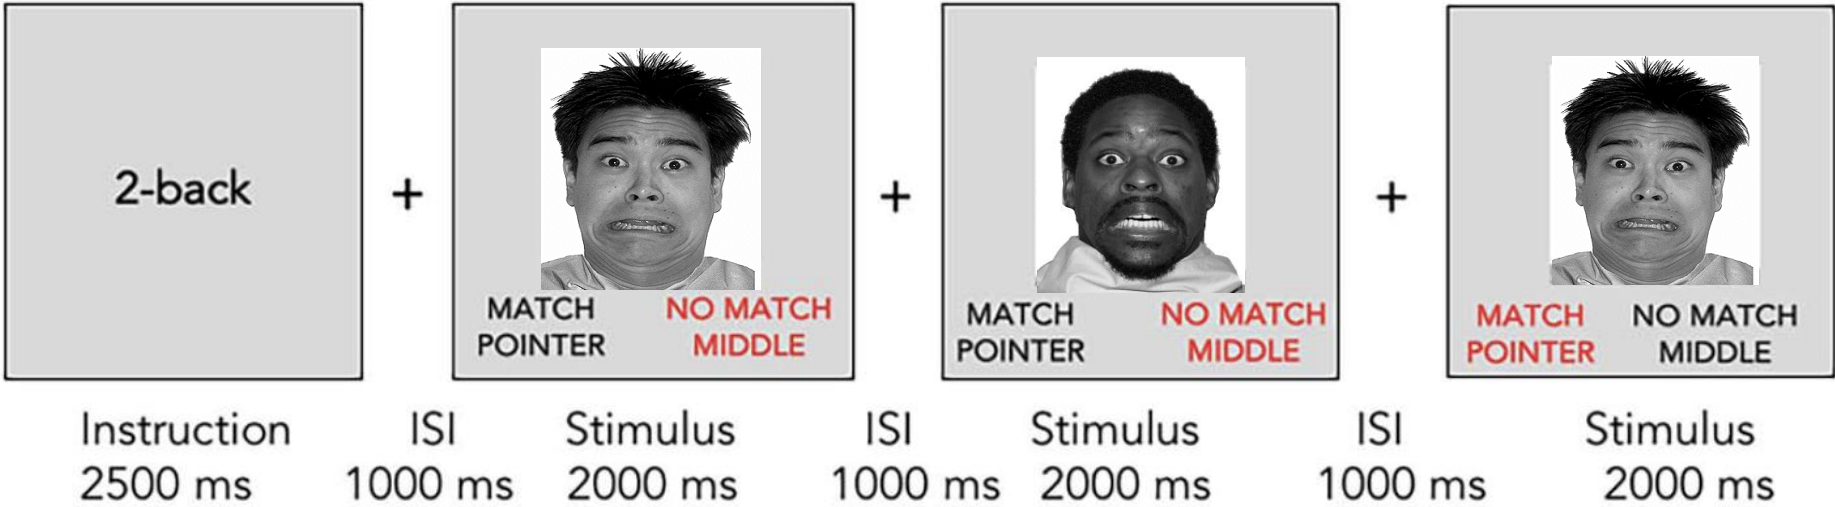 2-back
+
MATCH
POINTER
NO MATCH
MIDDLE
+
MATCH
POINTER
NO MATCH
MIDDLE
+
MATCH
POINTER
NO MATCH
MIDDLE
Instruction
2500 ms
ISI
1000 ms
Stimulus
2000 ms
ISI
1000 ms
Stimulus
2000 ms
ISI
1000 ms
Stimulus
2000 ms